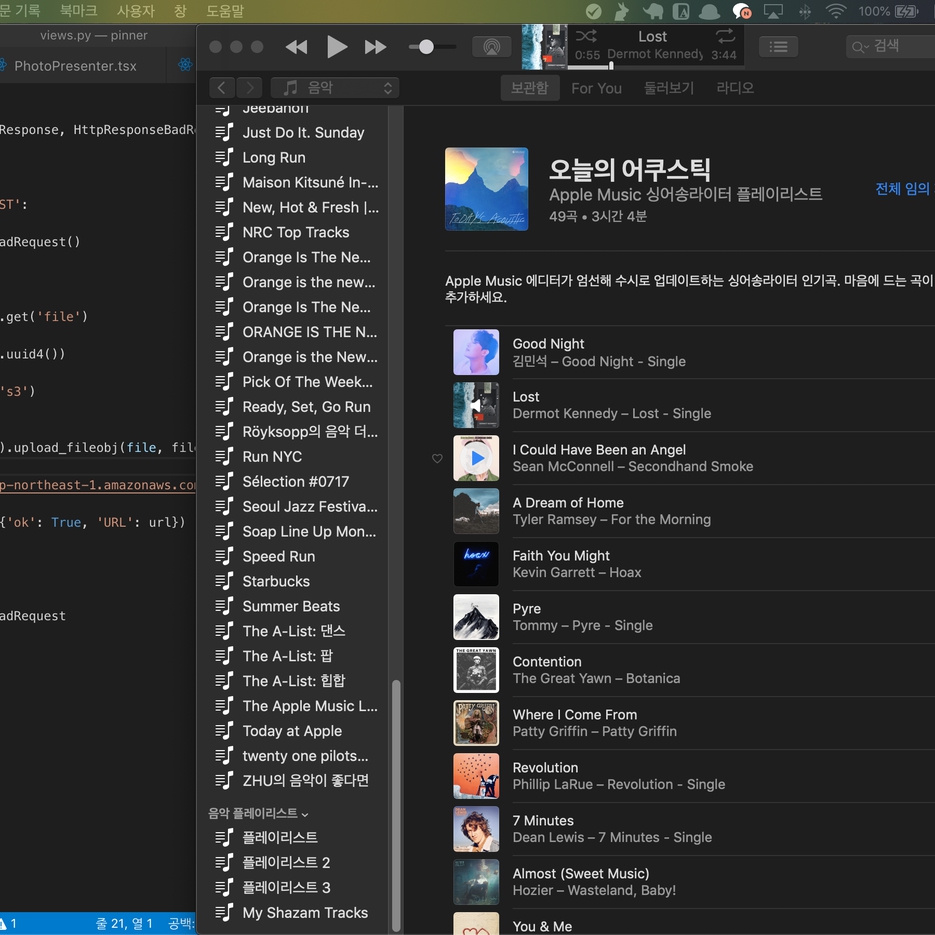 문 기록 북마크 사용자 창 도움말
100%
views.py — pinner
PhotoPresenter.tsx
Lost
0:55 Dermot Kennedy 3:44
검색
음악
보관함 For You 둘러보기 라디오
Response, HttpResponseBadR
ST':
adRequest()
.get('file')
.uuid4())
's3')
).upload_fileobj(file, file
p-northeast-1.amazonaws.co
{'ok': True, 'URL': url})
adRequest
1
줄 21, 열 1 공백:
Jeebanoff
Just Do It. Sunday
Long Run
Maison Kitsuné In-...
New, Hot & Fresh |...
NRC Top Tracks
Orange Is The Ne...
Orange is the new...
Orange Is The Ne...
ORANGE IS THE N...
Orange is the New...
Pick Of The Week...
Ready, Set, Go Run
Röyksopp의 음악 더...
Run NYC
Sélection #0717
Seoul Jazz Festiva...
Soap Line Up Mon...
Speed Run
Starbucks
Summer Beats
The A-List: 댄스
The A-List: 팝
The A-List: 힙합
The Apple Music L...
Today at Apple
twenty one pilots...
ZHU의 음악이 좋다면
음악 플레이리스트
플레이리스트
플레이리스트 2
플레이리스트 3
My Shazam Tracks
TODAY'S ACOUSTIC
오늘의 어쿠스틱
Apple Music 싱어송라이터 플레이리스트
49곡 • 3시간 4분
전체 임의
Apple Music 에디터가 엄선해 수시로 업데이트하는 싱어송라이터 인기곡. 마음에 드는 곡이
추가하세요.
Good Night
김민석 – Good Night - Single
Lost
Dermot Kennedy – Lost - Single
I Could Have Been an Angel
Sean McConnell – Secondhand Smoke
A Dream of Home
Tyler Ramsey – For the Morning
hoax
Faith You Might
Kevin Garrett – Hoax
Pyre
Tommy – Pyre - Single
THE GREAT YAWN
Contention
The Great Yawn – Botanica
PATTY GRIFFIN
Where I Come From
Patty Griffin – Patty Griffin
Revolution
Phillip LaRue – Revolution - Single
7 Minutes
Dean Lewis – 7 Minutes - Single
Almost (Sweet Music)
Hozier – Wasteland, Baby!
You & Me